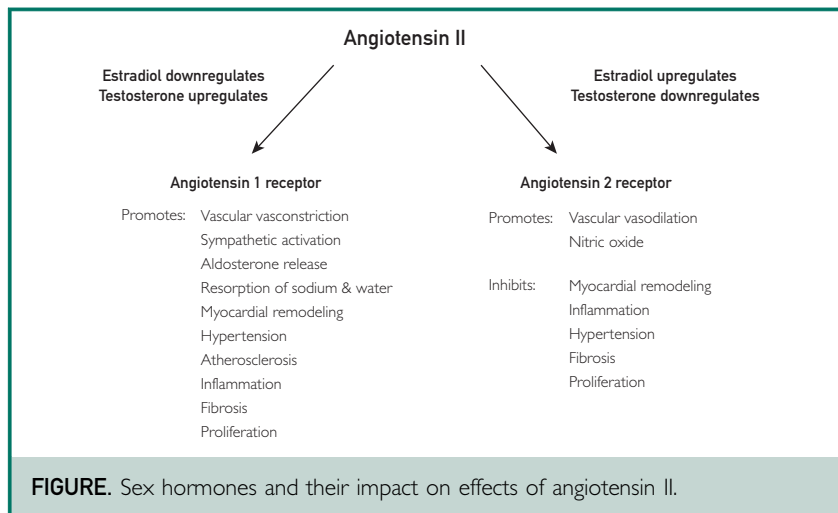 Angiotensin II
Estradiol downregulates
Testosterone upregulates
Estradiol upregulates
Testosterone downregulates
Angiotensin 1 receptor
Promotes: Vascular vasconstriction
Sympathetic activation
Aldosterone release
Resorption of sodium & water
Myocardial remodeling
Hypertension
Atherosclerosis
Inflammation
Fibrosis
Proliferation
Angiotensin 2 receptor
Promotes: Vascular vasodilation
Nitric oxide
Inhibits: Myocardial remodeling
Inflammation
Hypertension
Fibrosis
Proliferation
FIGURE. Sex hormones and their impact on effects of angiotensin II.